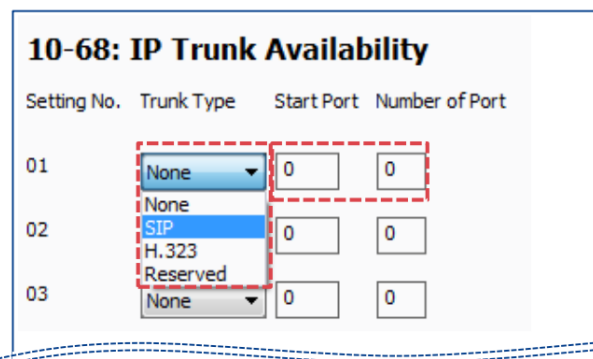 10-68: IP Trunk Availability
Setting No. Trunk Type Start Port Number of Port
01 None 0 0
None
02 SIP 0 0
H.323
Reserved
03 None 0 0